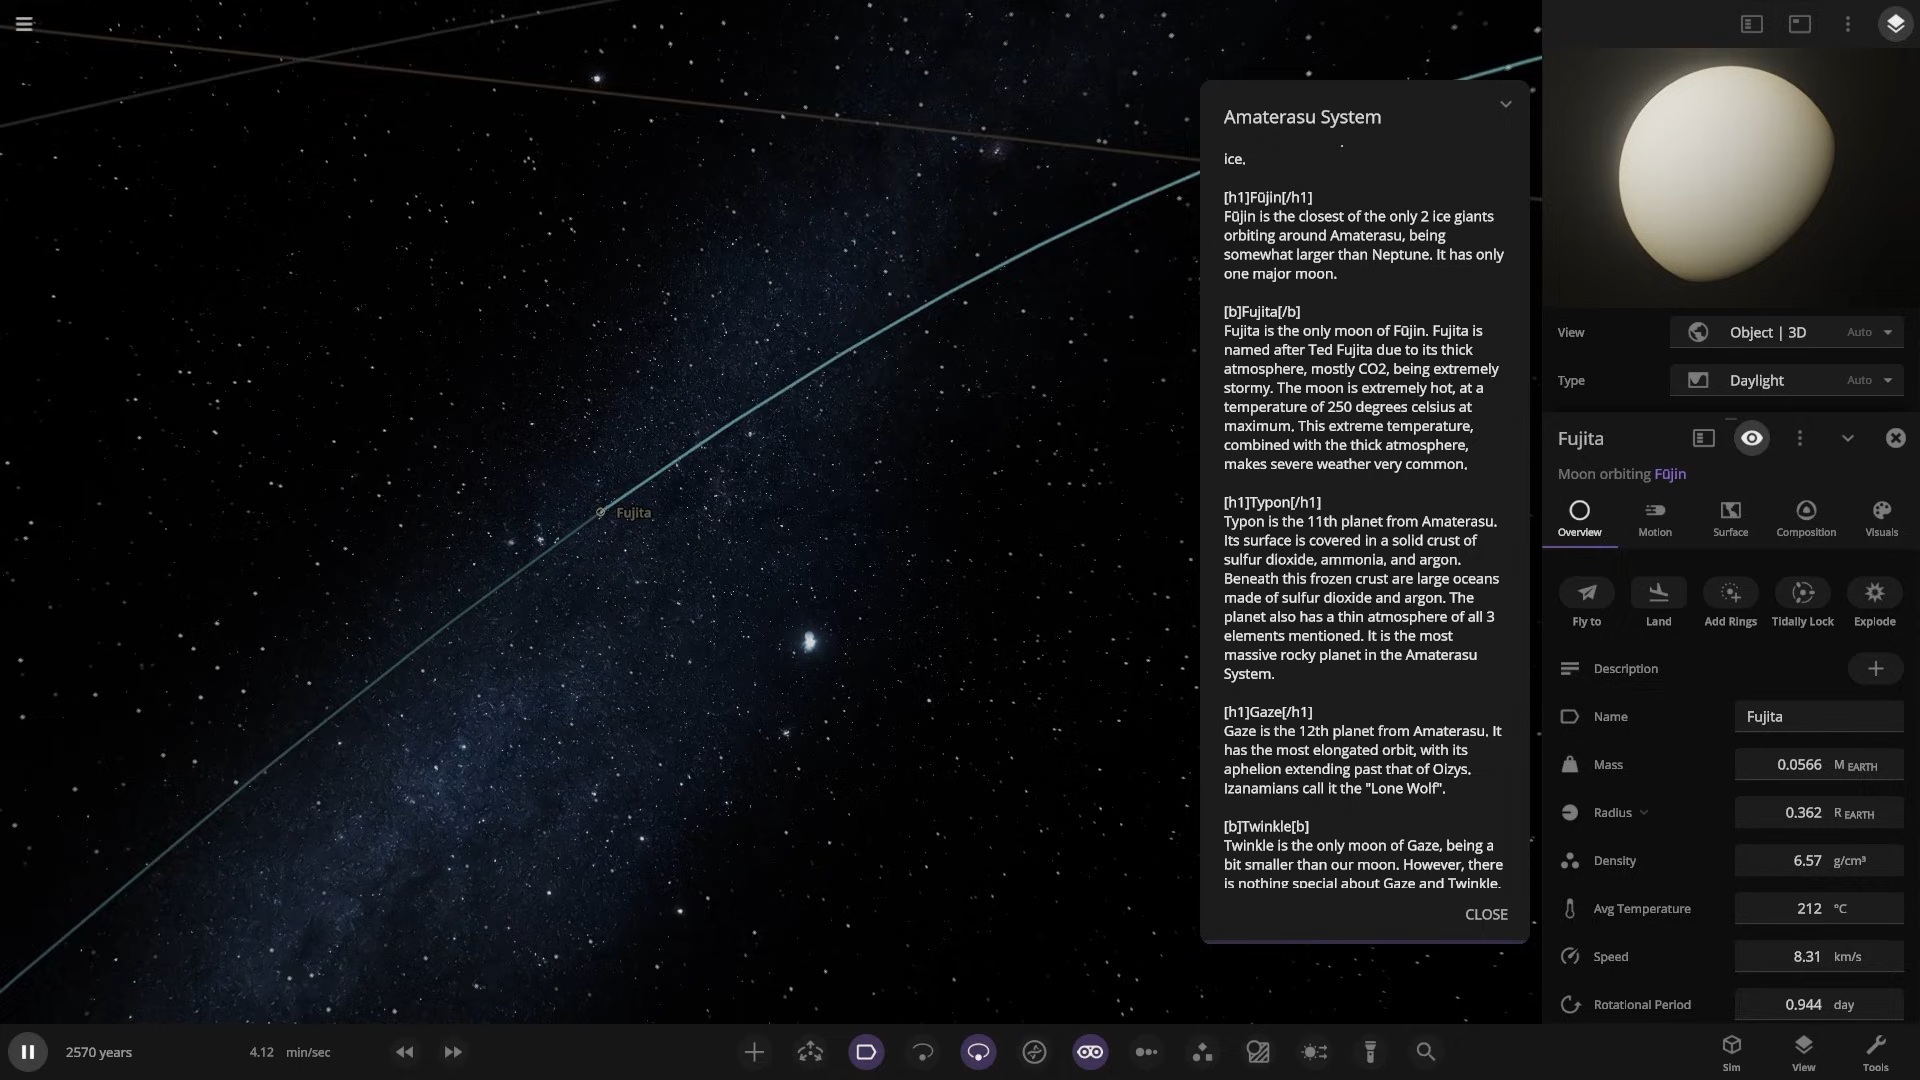 Amaterasu System
ice.
[h1]Fūjin[/h1]
Fūjin is the closest of the only 2 ice giants
orbiting around Amaterasu, being
somewhat larger than Neptune. It has only
one major moon.
[b]Fujita[/b]
Fujita is the only moon of Fūjin. Fujita is
named after Ted Fujita due to its thick
atmosphere, mostly CO2, being extremely
stormy. The moon is extremely hot, at a
temperature of 250 degrees celsius at
maximum. This extreme temperature,
combined with the thick atmosphere,
makes severe weather very common.
[h1]Typon[/h1]
Typon is the 11th planet from Amaterasu.
Its surface is covered in a solid crust of
sulfur dioxide, ammonia, and argon.
Beneath this frozen crust are large oceans
made of sulfur dioxide and argon. The
planet also has a thin atmosphere of all 3
elements mentioned. It is the most
massive rocky planet in the Amaterasu
System.
[h1]Gaze[/h1]
Gaze is the 12th planet from Amaterasu. It
has the most elongated orbit, with its
aphelion extending past that of Oizys.
Izanamians call it the "Lone Wolf".
[b]Twinkle[b]
Twinkle is the only moon of Gaze, being a
bit smaller than our moon. However, there
is nothing special about Gaze and Twinkle.
CLOSE
Fujita
View
Object | 3D Auto
Type
Daylight Auto
Fujita
Moon orbiting Fūjin
Overview Motion Surface Composition Visuals
Fly to Land Add Rings Tidally Lock Explode
Description
Name Fujita
Mass 0.0566 M EARTH
Radius 0.362 R EARTH
Density 6.57 g/cm³
Avg Temperature 212 °C
Speed 8.31 km/s
Rotational Period 0.944 day
2570 years 4.12 min/sec
Sim View Tools